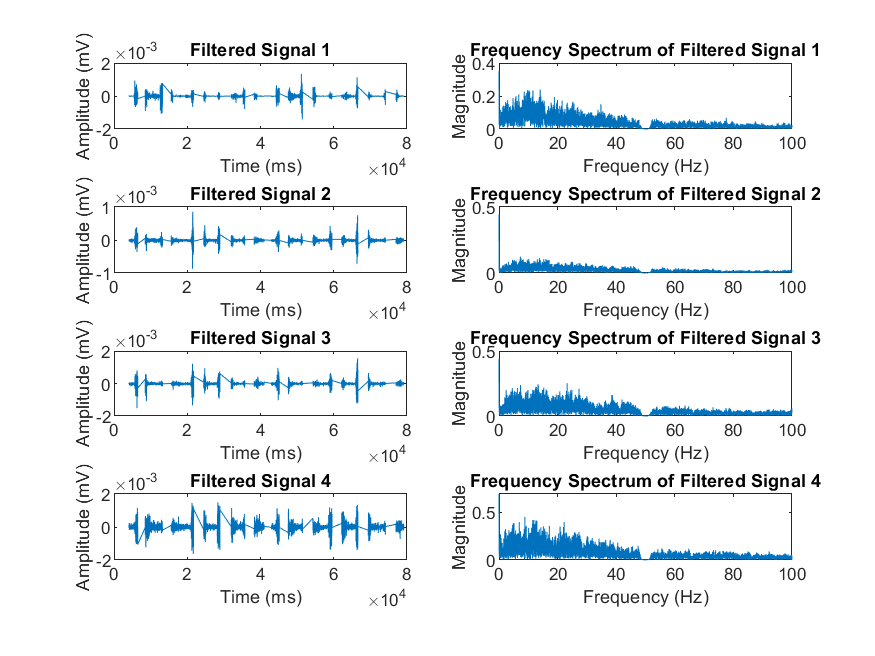 Filtered Signal 1
×10-3
Amplitude (mV)
2
0
-2
0 2 4 6 8
Time (ms)
×104
Frequency Spectrum of Filtered Signal 1
Magnitude
0.4
0.2
0
0 20 40 60 80 100
Frequency (Hz)
Filtered Signal 2
×10-3
Amplitude (mV)
1
0
-1
0 2 4 6 8
Time (ms)
×104
Frequency Spectrum of Filtered Signal 2
Magnitude
0.5
0
0 20 40 60 80 100
Frequency (Hz)
Filtered Signal 3
×10-3
Amplitude (mV)
2
0
-2
0 2 4 6 8
Time (ms)
×104
Frequency Spectrum of Filtered Signal 3
Magnitude
0.5
0
0 20 40 60 80 100
Frequency (Hz)
Filtered Signal 4
×10-3
Amplitude (mV)
2
0
-2
0 2 4 6 8
Time (ms)
×104
Frequency Spectrum of Filtered Signal 4
Magnitude
0.5
0
0 20 40 60 80 100
Frequency (Hz)